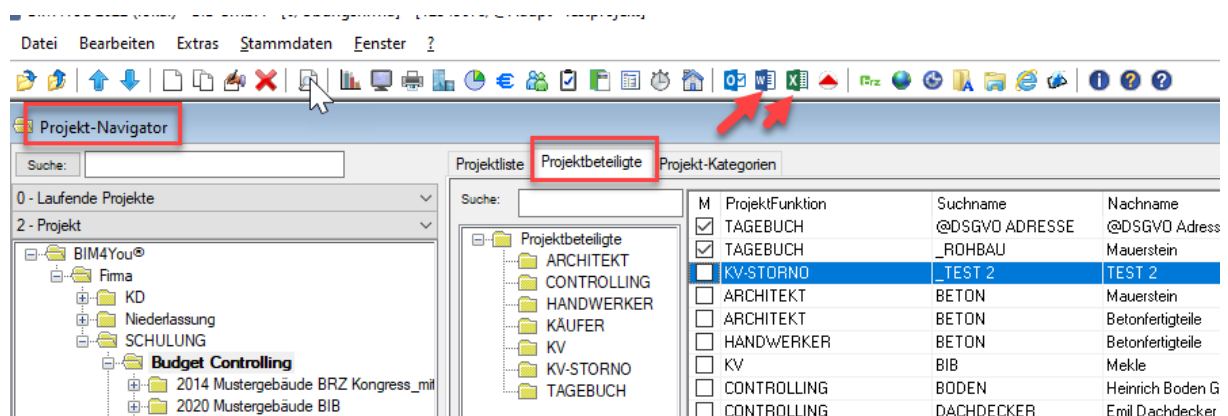 Datei Bearbeiten Extras Stammdaten Fenster ?
Projekt-Navigator
Suche:
0 - Laufende Projekte
2 - Projekt
BIM4You®
Firma
KD
Niederlassung
SCHULUNG
Budget Controlling
2014 Mustergebäude BRZ Kongress_mit
2020 Mustergebäude BIB
Projektliste Projektbeteiligte Projekt-Kategorien
Suche:
Projektbeteiligte
ARCHITEKT
CONTROLLING
HANDWERKER
KÄUFER
KV
KV-STORNO
TAGEBUCH
M ProjektFunktion Suchname Nachname
TAGEBUCH @DSGVO ADRESSE @DSGVO Adress
TAGEBUCH _ROHBAU Mauerstein
KV-STORNO _TEST 2 TEST 2
ARCHITEKT BETON Mauerstein
ARCHITEKT BETON Betonfertigteile
HANDWERKER BETON Betonfertigteile
KV BIB Mekle
CONTROLLING BODEN Heinrich Boden G
CONTROLLING DACHDECKER Emil Dachdecker